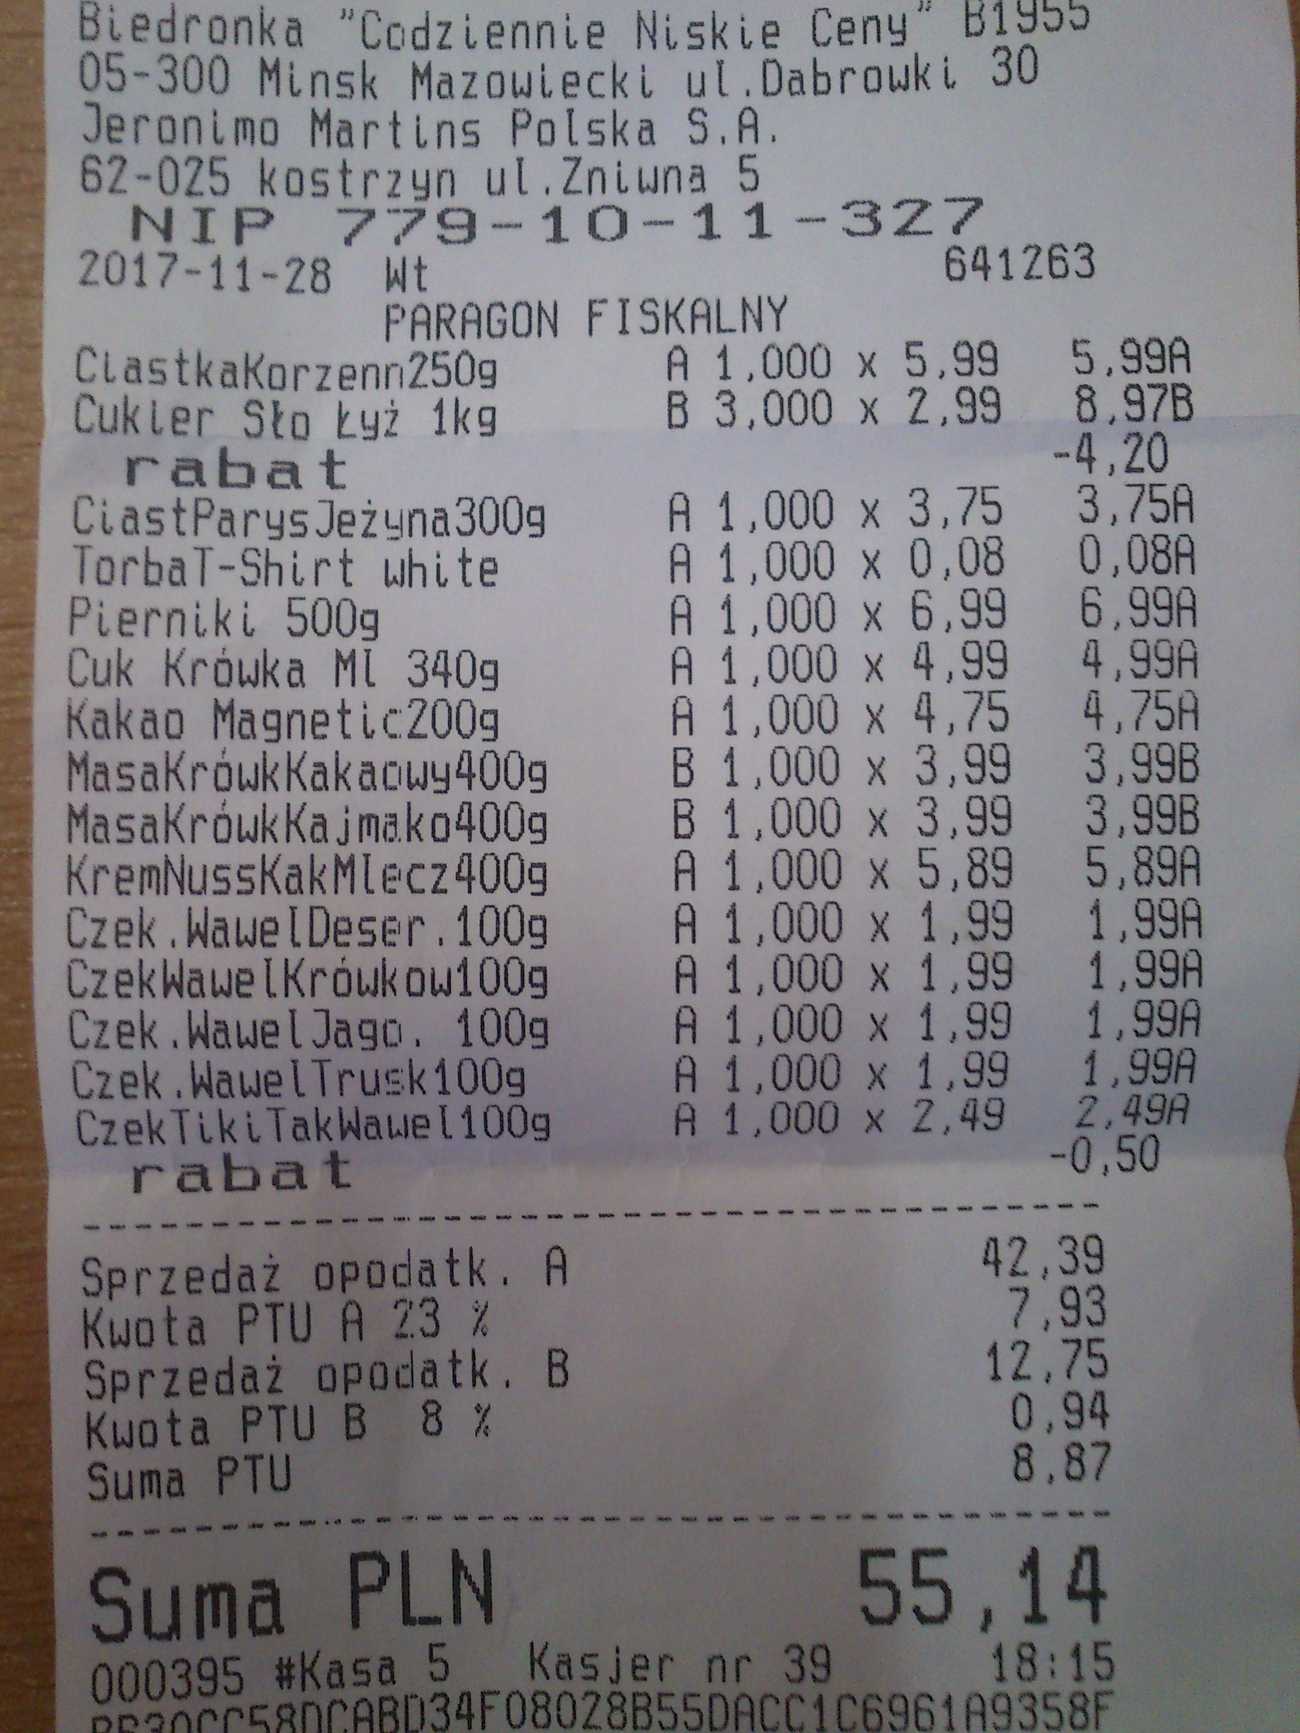 Biedronka "Codziennie Niskie Ceny" B1955
05-300 Minsk Mazowiecki ul.Dabrowki 30
Jeronimo Martins Polska S.A.
62-025 kostrzyn ul.Zniwna 5
NIP 779-10-11-327
2017-11-28 Wt 641263
PARAGON FISKALNY
CiastkaKorzenn250g A 1,000 x 5,99 5,99A
Cukier Sło Łyż 1kg B 3,000 x 2,99 8,97B
rabat -4,20
CiastParysJeżyna300g A 1,000 x 3,75 3,75A
TorbaT-Shirt white A 1,000 x 0,08 0,08A
Pierniki 500g A 1,000 x 6,99 6,99A
Cuk Krówka Ml 340g A 1,000 x 4,99 4,99A
Kakao Magnetic200g A 1,000 x 4,75 4,75A
MasaKrówkKakaowy400g B 1,000 x 3,99 3,99B
MasaKrówkKajmako400g B 1,000 x 3,99 3,99B
KremNussKakMlecz400g A 1,000 x 5,89 5,89A
Czek.WawelDeser.100g A 1,000 x 1,99 1,99A
CzekWawelKrówkow100g A 1,000 x 1,99 1,99A
Czek.WawelJago. 100g A 1,000 x 1,99 1,99A
Czek.WawelTrusk100g A 1,000 x 1,99 1,99A
CzekTikiTakWawel100g A 1,000 x 2,49 2,49A
rabat -0,50
Sprzedaż opodatk. A 42,39
Kwota PTU A 23 % 7,93
Sprzedaż opodatk. B 12,75
Kwota PTU B 8 % 0,94
Suma PTU 8,87
Suma PLN 55,14
000395 #Kasa 5 Kasjer nr 39 18:15